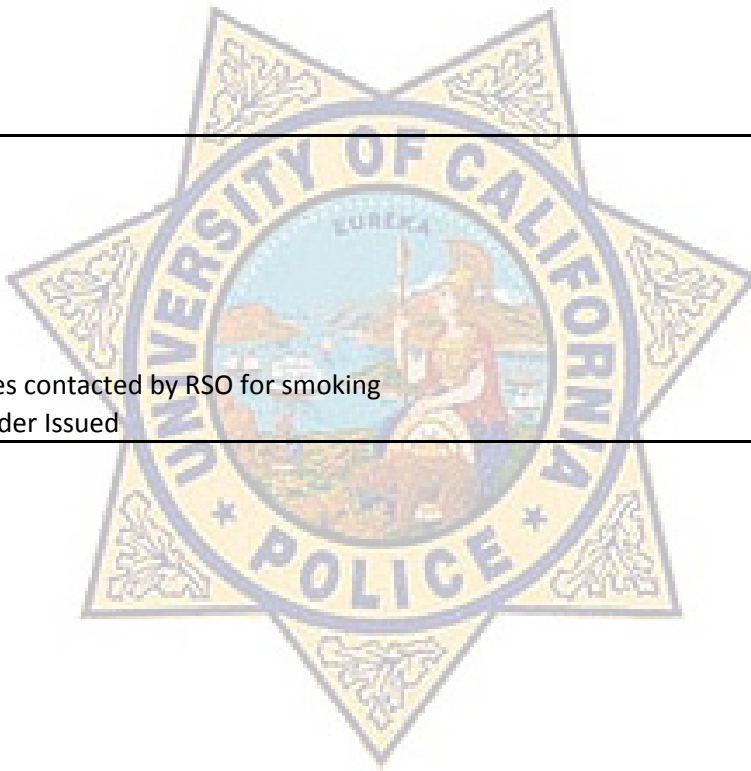 UNIVERSITY OF CALIFORNIA
EUREKA
es contacted by RSO for smoking
der Issued
POLICE